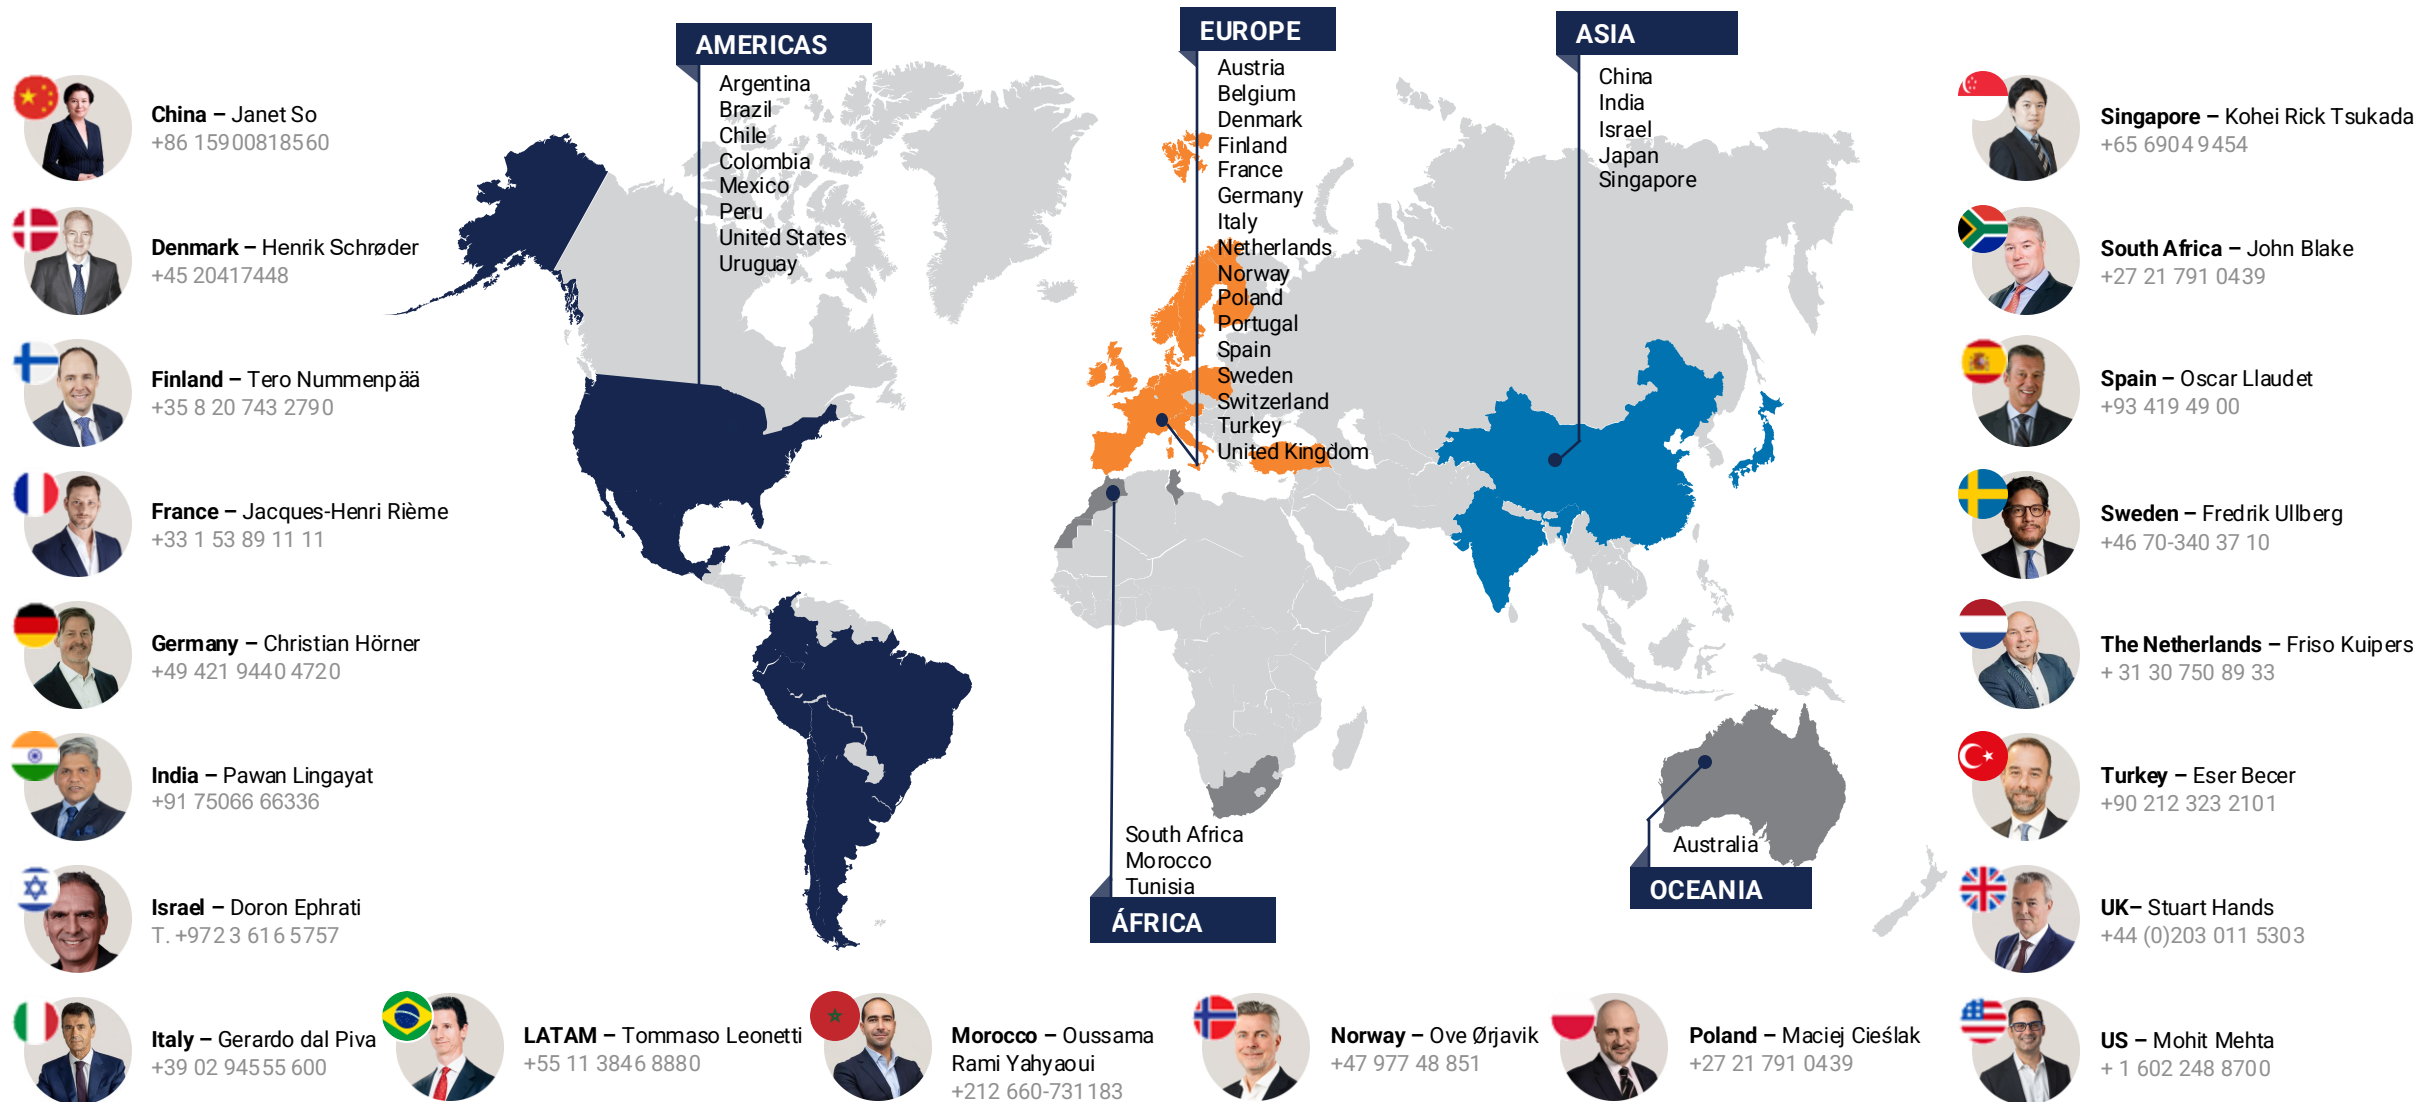 AMERICAS
Argentina
Brazil
Chile
Colombia
Mexico
Peru
United States
Uruguay
EUROPE
Austria
Belgium
Denmark
Finland
France
Germany
Italy
Netherlands
Norway
Poland
Portugal
Spain
Sweden
Switzerland
Turkey
United Kingdom
ASIA
China
India
Israel
Japan
Singapore
South Africa
Morocco
Tunisia
ÁFRICA
Australia
OCEANIA
China – Janet So
+86 15900818560
Denmark – Henrik Schrøder
+45 20417448
Finland – Tero Nummenpää
+35 8 20 743 2790
France – Jacques-Henri Rième
+33 1 53 89 11 11
Germany – Christian Hörner
+49 421 9440 4720
India – Pawan Lingayat
+91 75066 66336
Israel – Doron Ephrati
T. +972 3 616 5757
Italy – Gerardo dal Piva
+39 02 94555 600
LATAM – Tommaso Leonetti
+55 11 3846 8880
Morocco – Oussama
Rami Yahyaoui
+212 660-731183
Norway – Ove Ørjavik
+47 977 48 851
Poland – Maciej Cieślak
+27 21 791 0439
Singapore – Kohei Rick Tsukada
+65 6904 9454
South Africa – John Blake
+27 21 791 0439
Spain – Oscar Llaudet
+93 419 49 00
Sweden – Fredrik Ullberg
+46 70-340 37 10
The Netherlands – Friso Kuipers
+ 31 30 750 89 33
Turkey – Eser Becer
+90 212 323 2101
UK– Stuart Hands
+44 (0)203 011 5303
US – Mohit Mehta
+ 1 602 248 8700